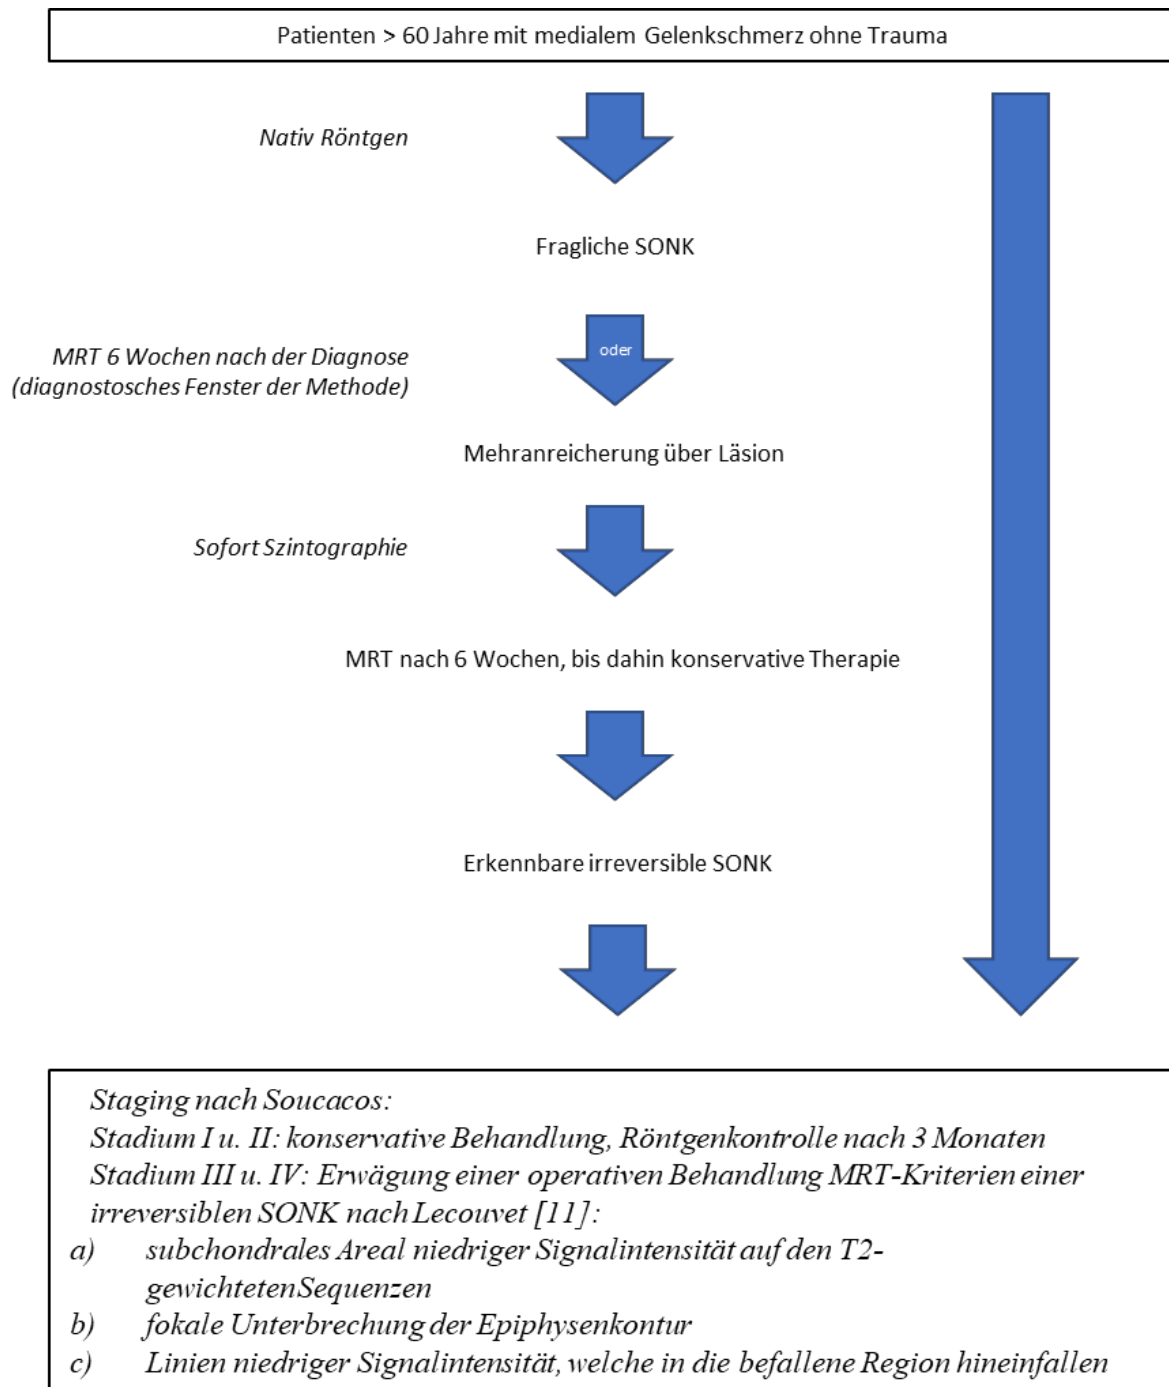 Patienten > 60 Jahre mit medialem Gelenkschmerz ohne Trauma
Nativ Röntgen
Fragliche SONK
MRT 6 Wochen nach der Diagnose
(diagnostosches Fenster der Methode)
oder
Mehranreicherung über Läsion
Sofort Szintographie
MRT nach 6 Wochen, bis dahin konservative Therapie
Erkennbare irreversible SONK
Staging nach Soucacos:
Stadium I u. II: konservative Behandlung, Röntgenkontrolle nach 3 Monaten
Stadium III u. IV: Erwägung einer operativen Behandlung MRT-Kriterien einer
irreversiblen SONK nach Lecouvet [11]:
a) subchondrales Areal niedriger Signalintensität auf den T2-
gewichtetenSequenzen
b) fokale Unterbrechung der Epiphysenkontur
c) Linien niedriger Signalintensität, welche in die befallene Region hineinfallen